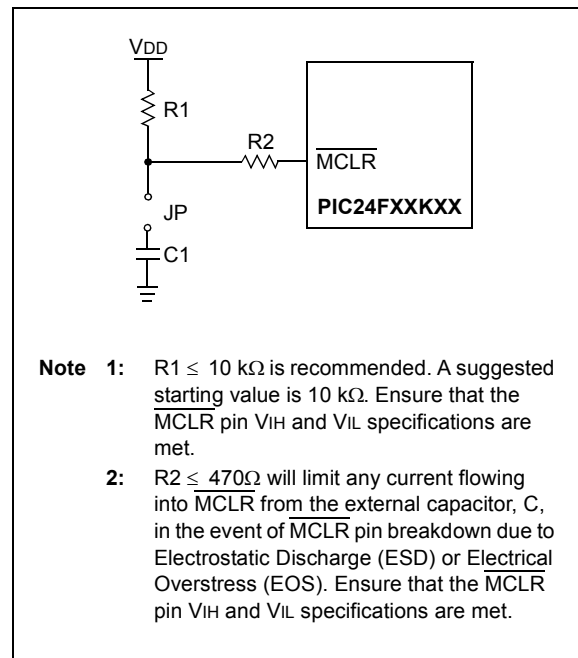 VDD
R1
R2
MCLR
JP
PIC24FXXKXX
C1
Note 1: R1 ≤ 10 kΩ is recommended. A suggested
starting value is 10 kΩ. Ensure that the
MCLR pin VIH and VIL specifications are
met.
2: R2 ≤ 470Ω will limit any current flowing
into MCLR from the external capacitor, C,
in the event of MCLR pin breakdown due to
Electrostatic Discharge (ESD) or Electrical
Overstress (EOS). Ensure that the MCLR
pin VIH and VIL specifications are met.